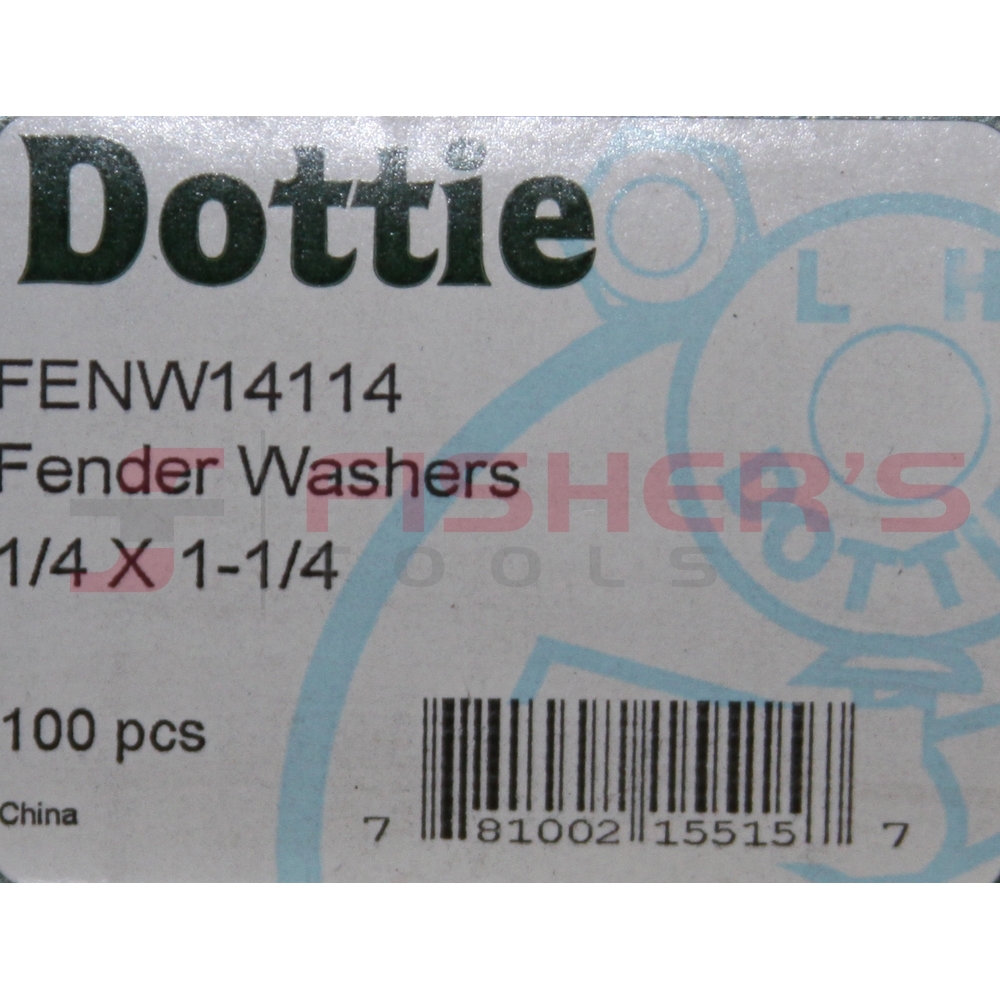 Dottie
L H
DOTTIE
FENW14114
Fender Washers
FISHER'S
TOOLS
1/4 X 1-1/4
100 pcs
China
7 81002 15515 7